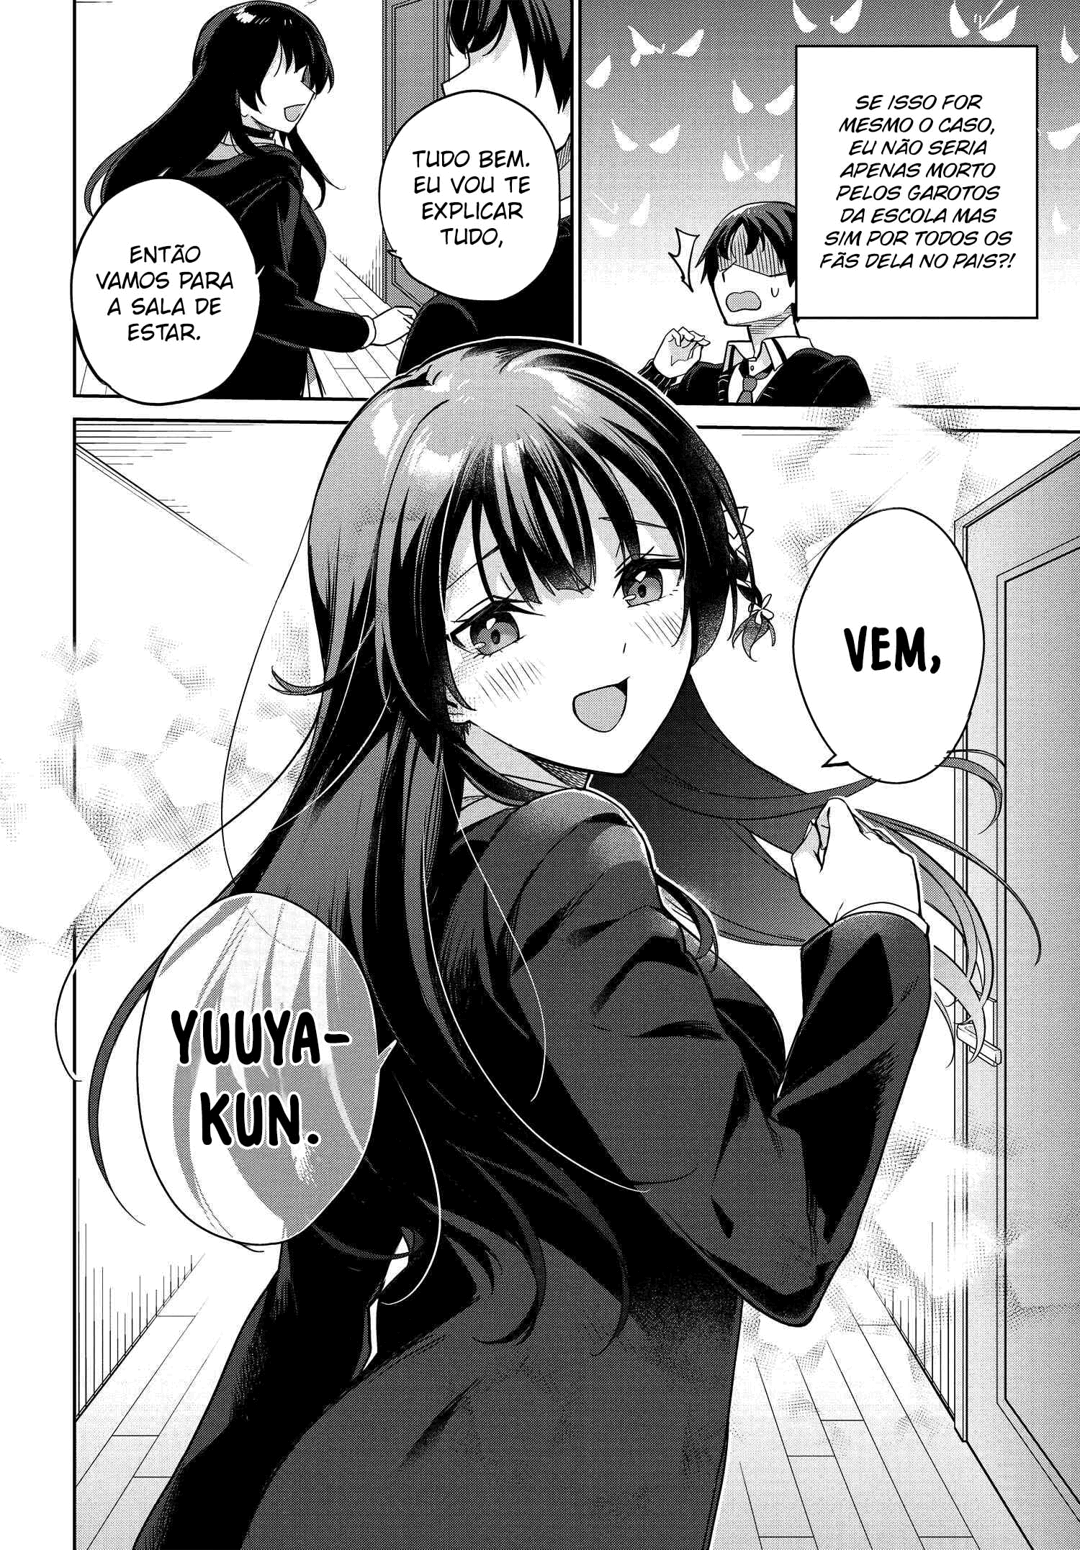 SE ISSO FOR
MESMO O CASO,
EU NÃO SERIA
APENAS MORTO
PELOS GAROTOS
DA ESCOLA MAS
SIM POR TODOS OS
FÃS DELA NO PAIS?!
TUDO BEM.
EU VOU TE
EXPLICAR
TUDO,
ENTÃO
VAMOS PARA
A SALA DE
ESTAR.
VEM,
YUUYA-
KUN.